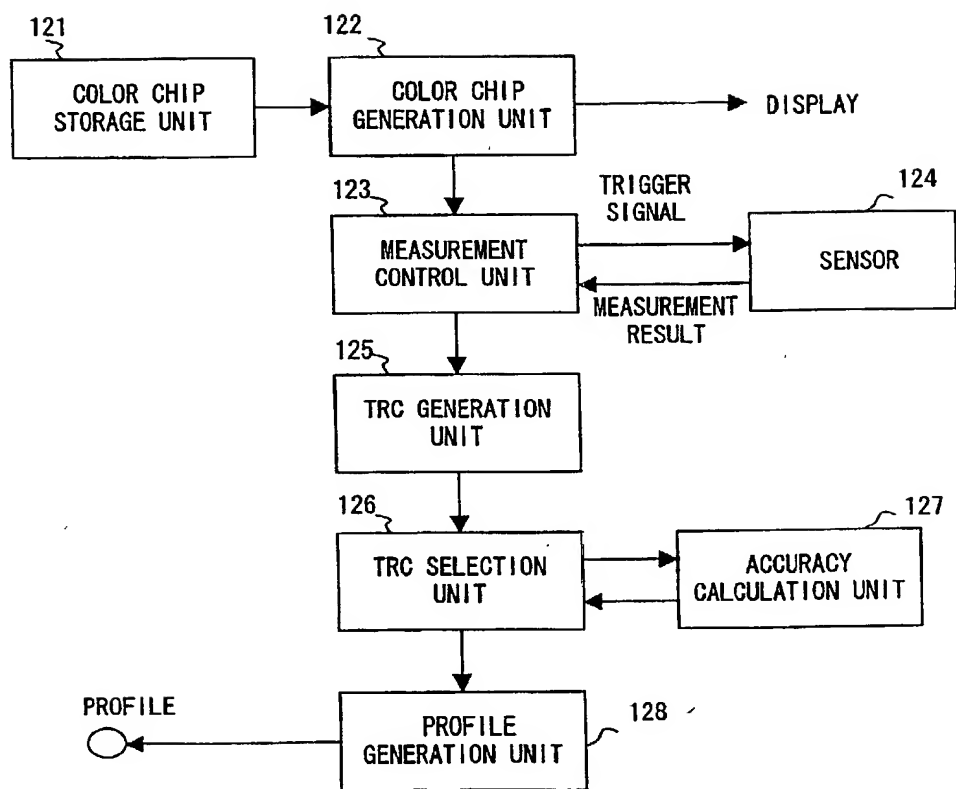 121
COLOR CHIP
STORAGE UNIT
122
COLOR CHIP
GENERATION UNIT
DISPLAY
123
MEASUREMENT
CONTROL UNIT
TRIGGER
SIGNAL
MEASUREMENT
RESULT
124
SENSOR
125
TRC GENERATION
UNIT
126
TRC SELECTION
UNIT
127
ACCURACY
CALCULATION UNIT
PROFILE
PROFILE
GENERATION UNIT
128